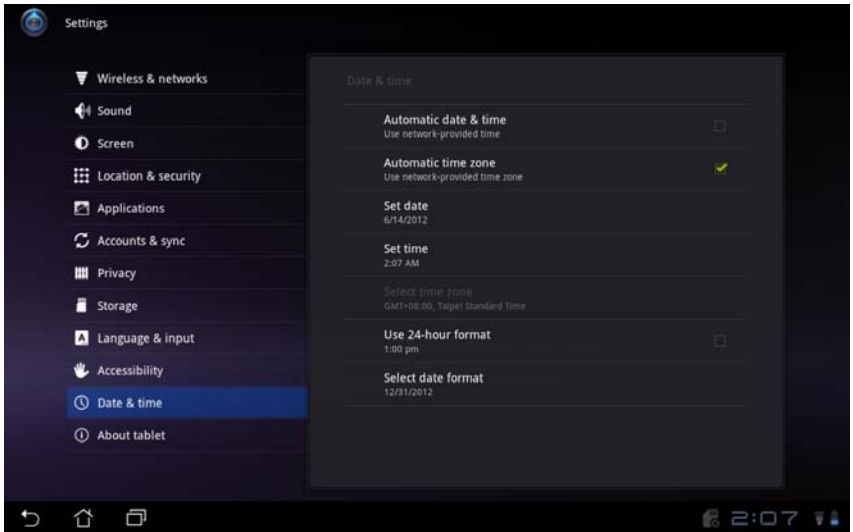 Settings
Wireless & networks
Sound
Screen
Location & security
Applications
Accounts & sync
Privacy
Storage
Language & input
Accessibility
Date & time
About tablet
Date & time
Automatic date & time
Use network-provided time
Automatic time zone
Use network-provided time zone
Set date
6/14/2012
Set time
2:07 AM
Select time zone
GMT+08:00, Taipei Standard Time
Use 24-hour format
1:00 pm
Select date format
12/31/2012
2:07